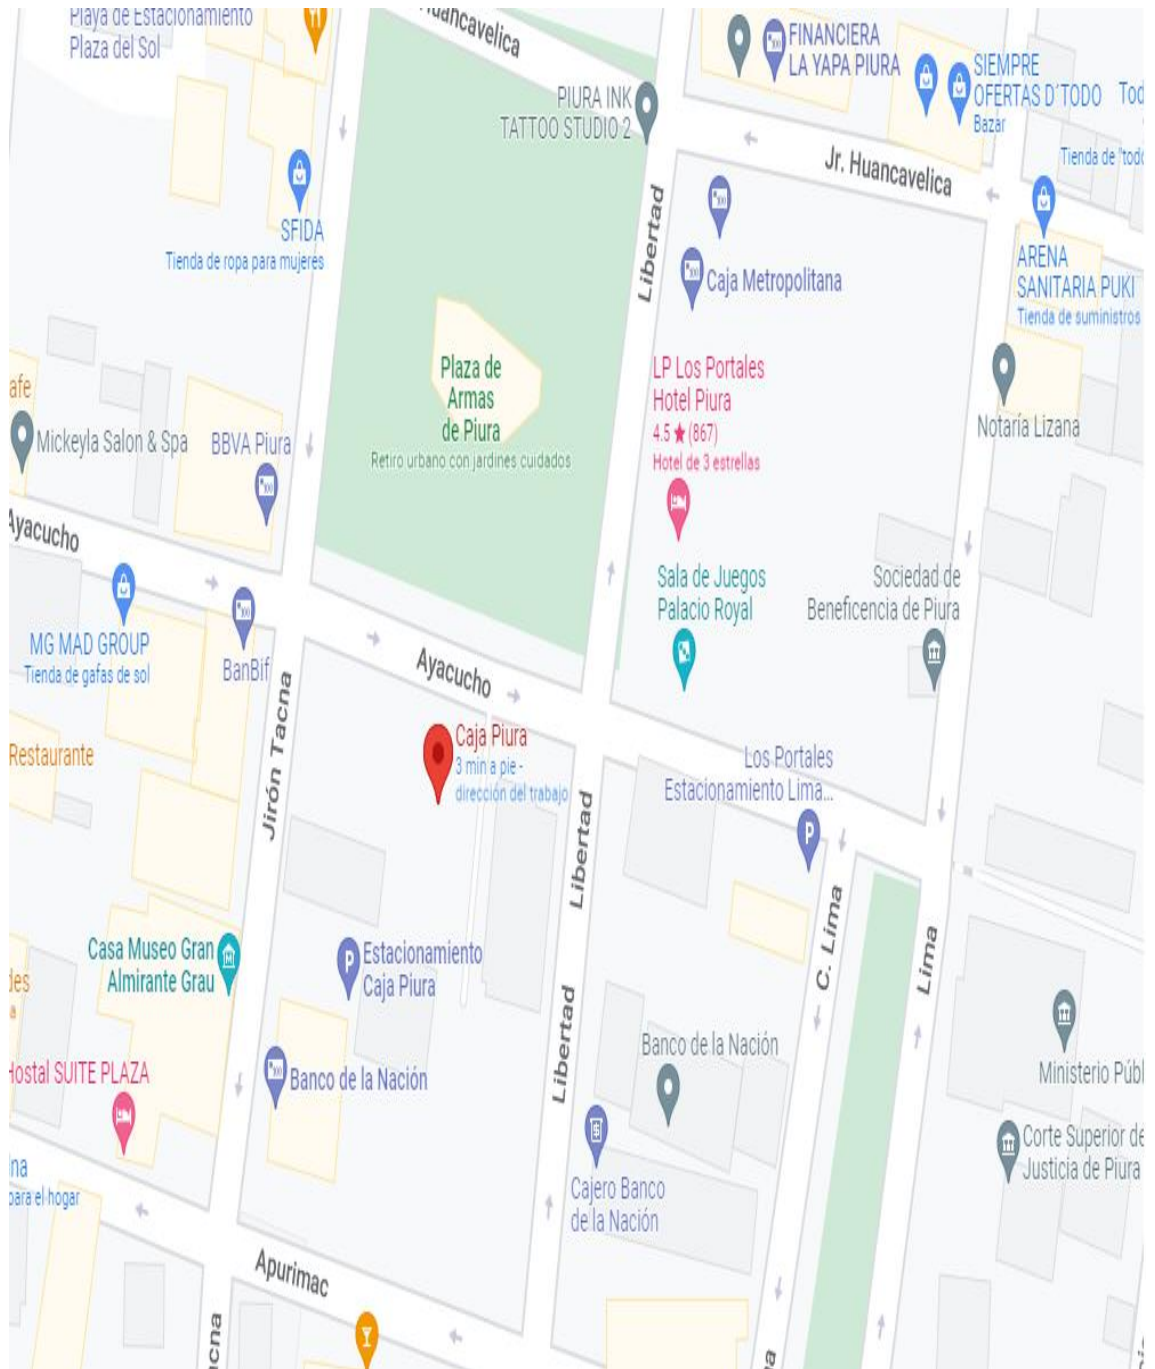 Playa de Estacionamiento
Plaza del Sol
Huancavelica
FINANCIERA
LA YAPA PIURA
SIEMPRE
OFERTAS D´TODO
Bazar
PIURA INK
TATTOO STUDIO 2
Jr. Huancavelica
Tienda de "todo
SFIDA
Tienda de ropa para mujeres
Libertad
Caja Metropolitana
ARENA
SANITARIA PUKI
Tienda de suministros
Plaza de
Armas
de Piura
Retiro urbano con jardines cuidados
LP Los Portales
Hotel Piura
4.5 ★ (867)
Hotel de 3 estrellas
afe
Mickeyla Salon & Spa
BBVA Piura
Notaría Lizana
Ayacucho
Sala de Juegos
Palacio Royal
Sociedad de
Beneficencia de Piura
MG MAD GROUP
Tienda de gafas de sol
BanBif
Ayacucho
Jirón Tacna
Restaurante
Caja Piura
3 min a pie -
dirección del trabajo
Los Portales
Estacionamiento Lima...
Libertad
C. Lima
Lima
Casa Museo Gran
Almirante Grau
Estacionamiento
Caja Piura
des
a
Libertad
Banco de la Nación
Hostal SUITE PLAZA
Banco de la Nación
Ministerio Públ
Corte Superior de
Justicia de Piura
na
para el hogar
Cajero Banco
de la Nación
Apurimac
acna